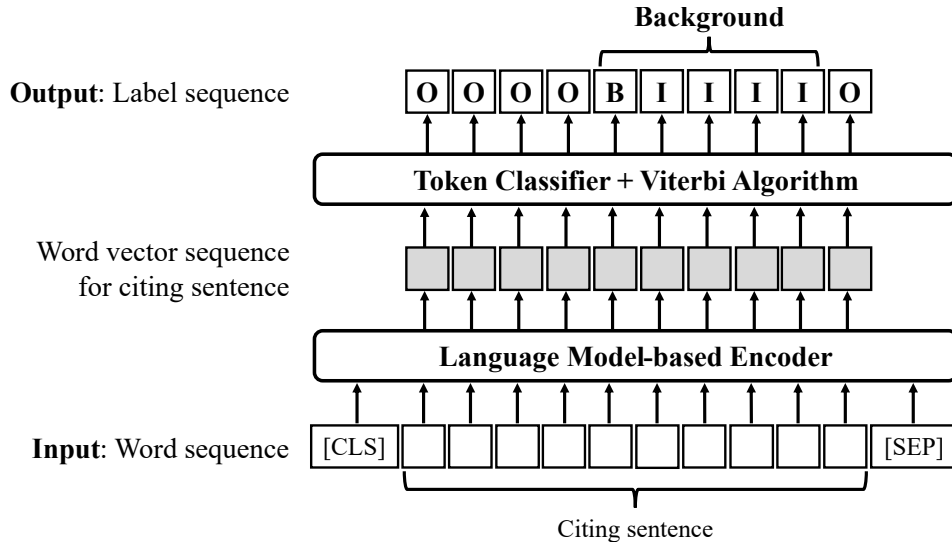 Background
Output: Label sequence
O O O O B I I I I O
Token Classifier + Viterbi Algorithm
Word vector sequence
for citing sentence
Language Model-based Encoder
Input: Word sequence
[CLS] [SEP]
Citing sentence